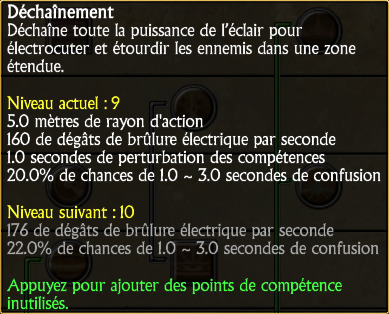 Déchaînement
Déchaîne toute la puissance de l'éclair pour
électrocuter et étourdir les ennemis dans une zone
étendue.
Niveau actuel : 9
5.0 mètres de rayon d'action
160 de dégâts de brûlure électrique par seconde
1.0 secondes de perturbation des compétences
20.0% de chances de 1.0 ~ 3.0 secondes de confusion
Niveau suivant : 10
176 de dégâts de brûlure électrique par seconde
22.0% de chances de 1.0 ~ 3.0 secondes de confusion
Appuyez pour ajouter des points de compétence
inutilisés.